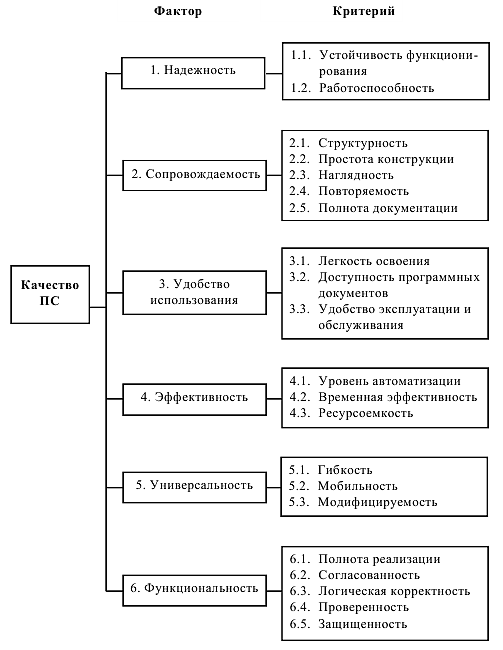 Фактор Критерий
1. Надежность
1.1. Устойчивость функциони-
рования
1.2. Работоспособность
2. Сопровождаемость
2.1. Структурность
2.2. Простота конструкции
2.3. Наглядность
2.4. Повторяемость
2.5. Полнота документации
Качество
ПС
3. Удобство
использования
3.1. Легкость освоения
3.2. Доступность программных
документов
3.3. Удобство эксплуатации и
обслуживания
4. Эффективность
4.1. Уровень автоматизации
4.2. Временная эффективность
4.3. Ресурсоемкость
5. Универсальность
5.1. Гибкость
5.2. Мобильность
5.3. Модифицируемость
6. Функциональность
6.1. Полнота реализации
6.2. Согласованность
6.3. Логическая корректность
6.4. Проверенность
6.5. Защищенность